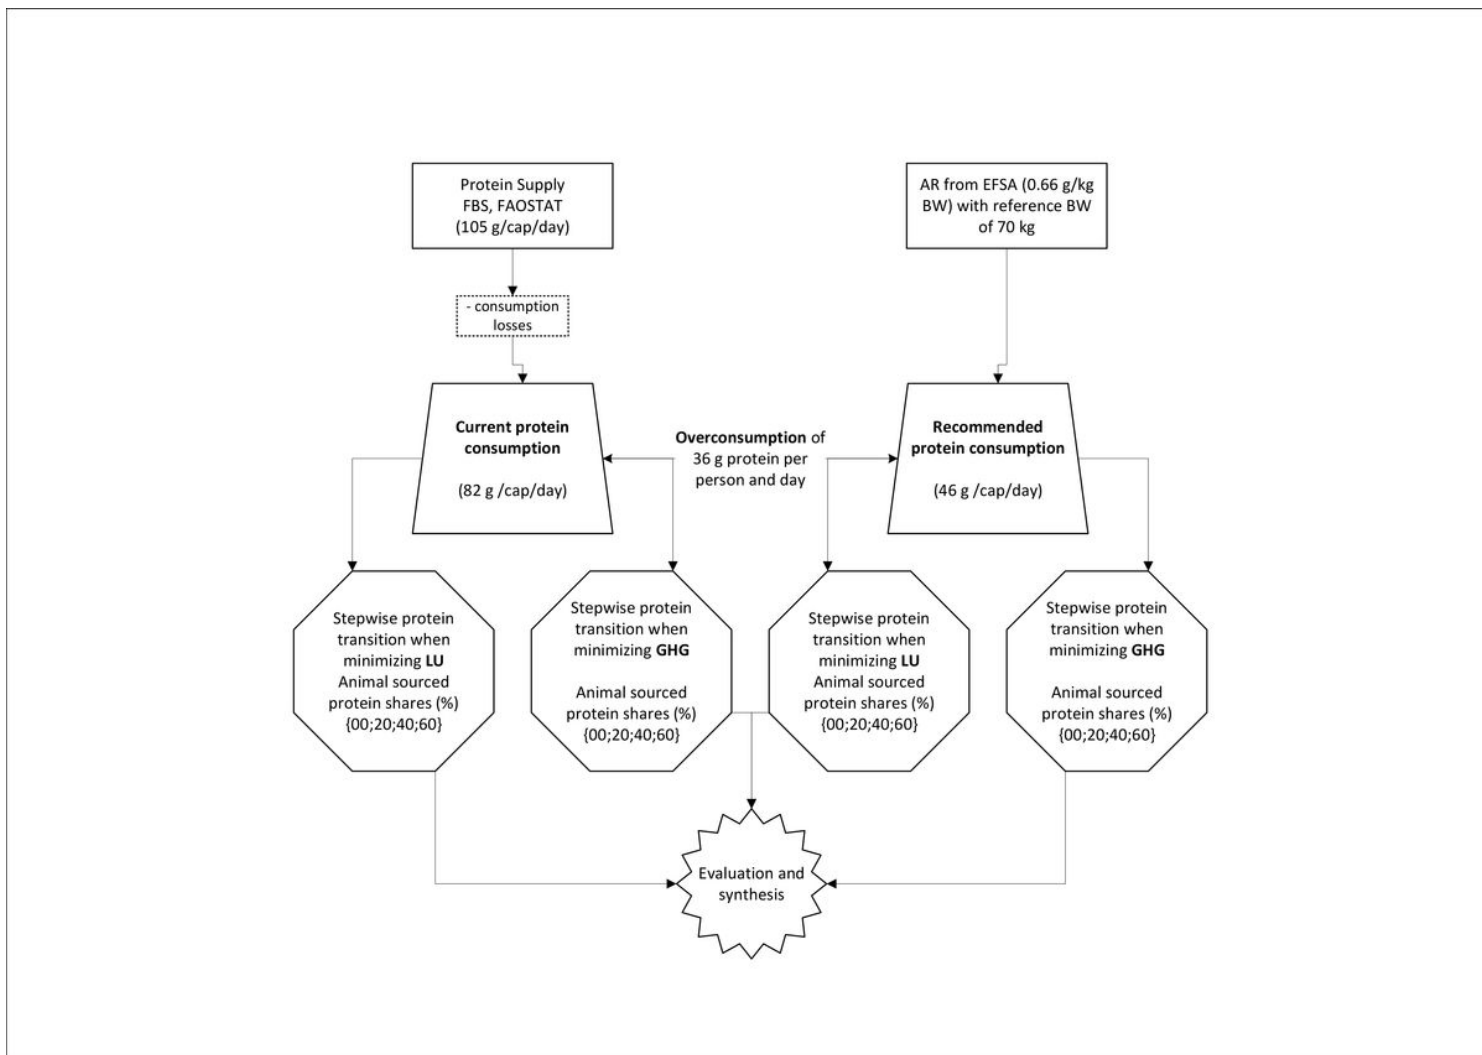 Protein Supply
FBS, FAOSTAT
(105 g/cap/day)
AR from EFSA (0.66 g/kg
BW) with reference BW
of 70 kg
- consumption
losses
Current protein
consumption
(82 g /cap/day)
Overconsumption of
36 g protein per
person and day
Recommended
protein consumption
(46 g /cap/day)
Stepwise protein
transition when
minimizing LU
Animal sourced
protein shares (%)
{00;20;40;60}
Stepwise protein
transition when
minimizing GHG
Animal sourced
protein shares (%)
{00;20;40;60}
Stepwise protein
transition when
minimizing LU
Animal sourced
protein shares (%)
{00;20;40;60}
Stepwise protein
transition when
minimizing GHG
Animal sourced
protein shares (%)
{00;20;40;60}
Evaluation and
synthesis